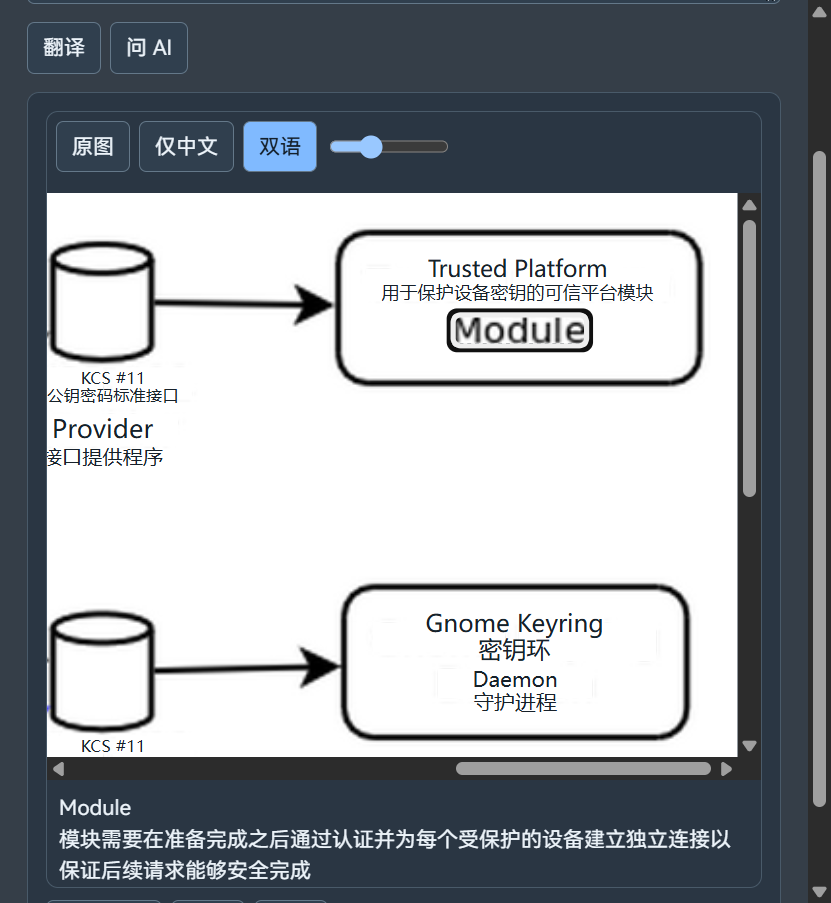 翻译
问 AI
原图
仅中文
双语
Trusted Platform
用于保护设备密钥的可信平台模块
Module
KCS #11
公钥密码标准接口
Provider
接口提供程序
Gnome Keyring
密钥环
Daemon
守护进程
KCS #11
Module
模块需要在准备完成之后通过认证并为每个受保护的设备建立独立连接以
保证后续请求能够安全完成